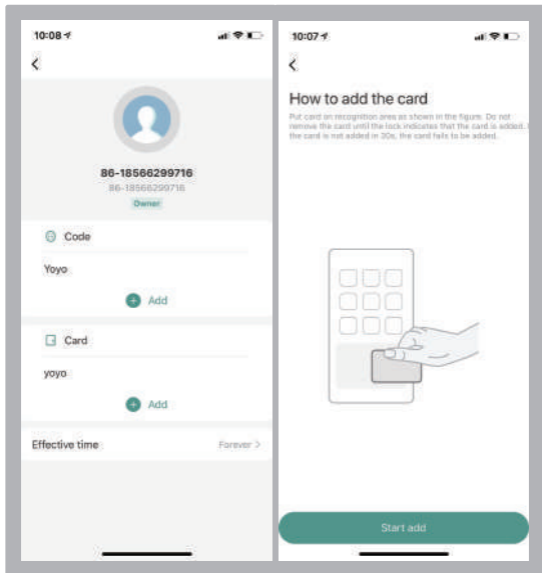 10:08
86-18566299716
86-18566299716
Owner
Code
Yoyo
Add
Card
yoyo
Add
Effective time
Forever
10:07
How to add the card
Put card on recognition area as shown in the figure. Do not
remove the card until the lock indicates that the card is added. I
the card is not added in 30s, the card fails to be added.
Start add